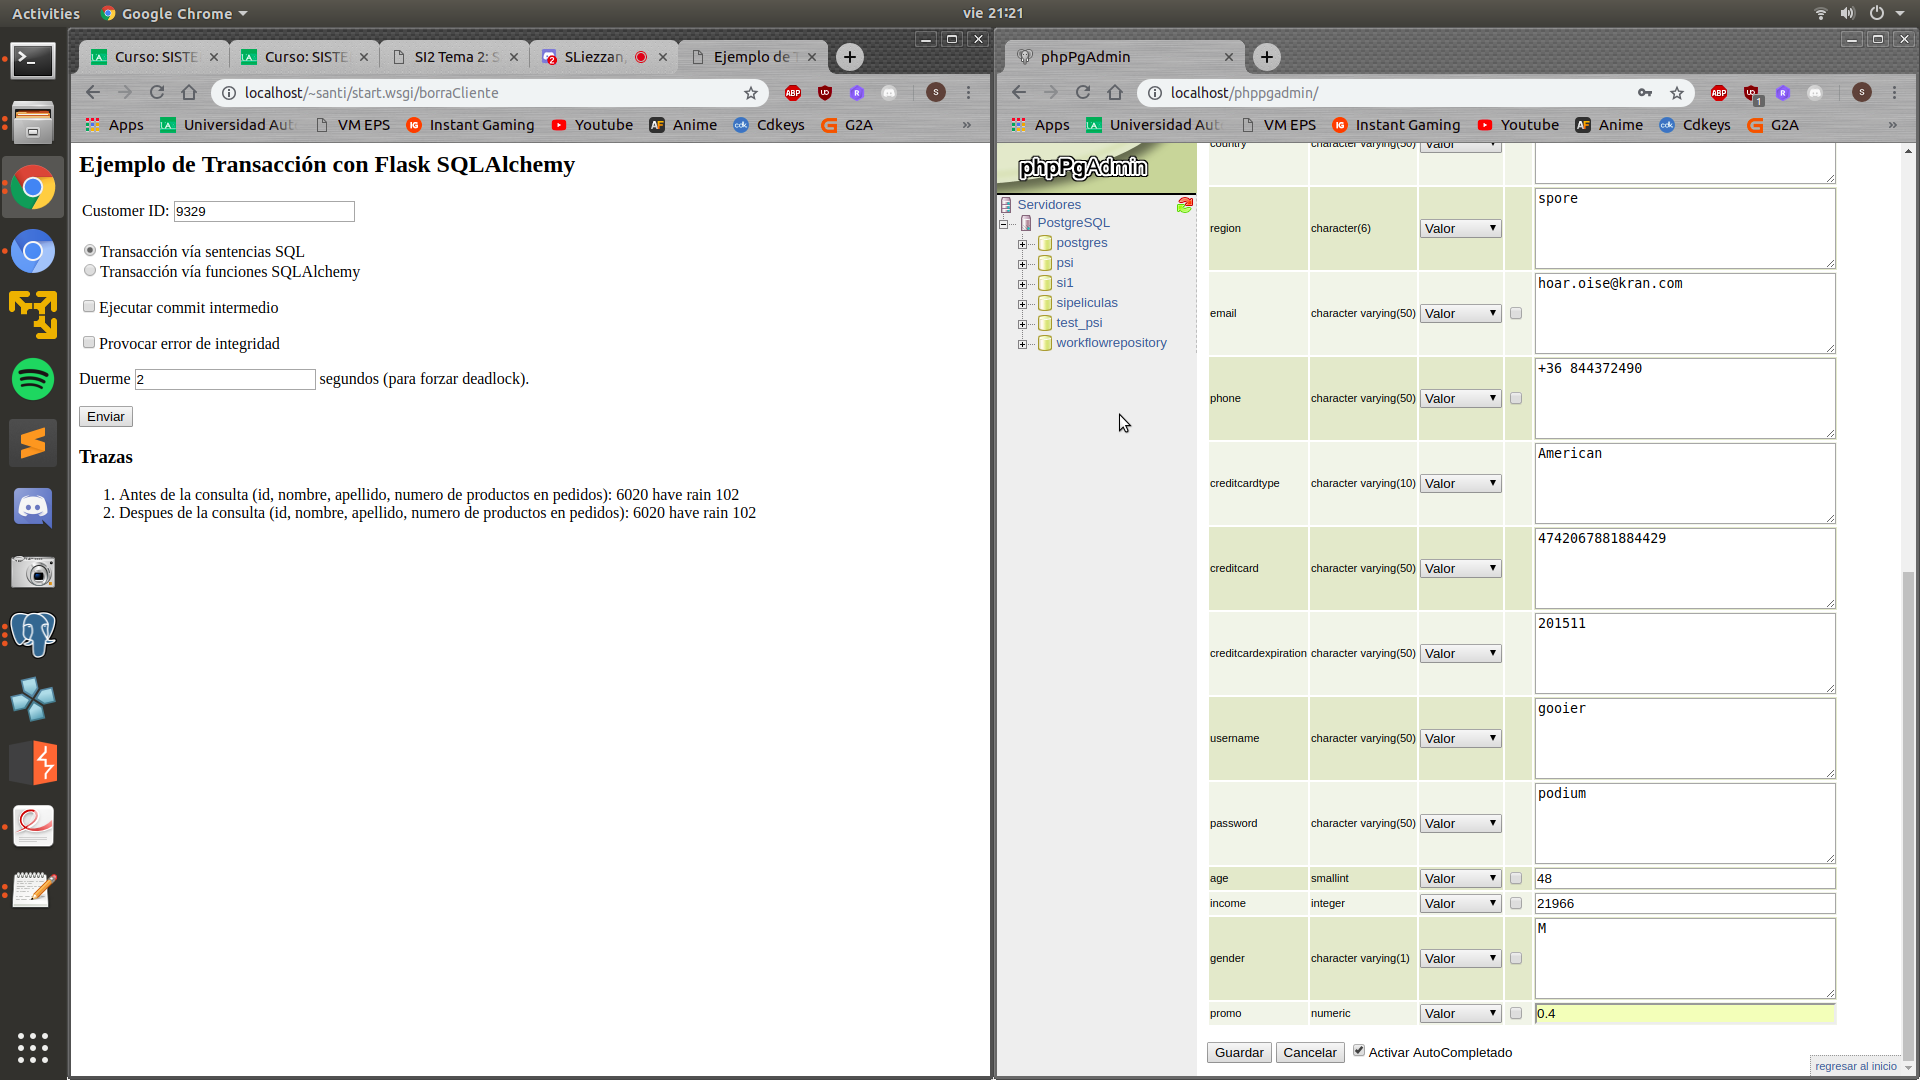 Activities
Google Chrome
vie 21:21
Curso: SISTE
Curso: SISTE
SI2 Tema 2: S
SLiezzan,
Ejemplo de T
localhost/~santi/start.wsgi/borraCliente
Apps
Universidad Aut
VM EPS
Instant Gaming
Youtube
Anime
Cdkeys
G2A
»
Ejemplo de Transacción con Flask SQLAlchemy
Customer ID: 9329
Transacción vía sentencias SQL
Transacción vía funciones SQLAlchemy
Ejecutar commit intermedio
Provocar error de integridad
Duerme 2 segundos (para forzar deadlock).
Enviar
Trazas
1. Antes de la consulta (id, nombre, apellido, numero de productos en pedidos): 6020 have rain 102
2. Despues de la consulta (id, nombre, apellido, numero de productos en pedidos): 6020 have rain 102
phpPgAdmin
localhost/phppgadmin/
1
S
Apps
Universidad Aut
VM EPS
Instant Gaming
Youtube
Anime
Cdkeys
G2A
»
phpPgAdmin
Servidores
PostgreSQL
postgres
psi
si1
sipeliculas
test_psi
workflowrepository
country character varying(50) Valor
region character(6) Valor spore
email character varying(50) Valor hoar.oise@kran.com
phone character varying(50) Valor +36 844372490
creditcardtype character varying(10) Valor American
creditcard character varying(50) Valor 4742067881884429
creditcardexpiration character varying(50) Valor 201511
username character varying(50) Valor gooier
password character varying(50) Valor podium
age smallint Valor 48
income integer Valor 21966
gender character varying(1) Valor M
promo numeric Valor 0.4
Guardar Cancelar Activar AutoCompletado
regresar al inicio